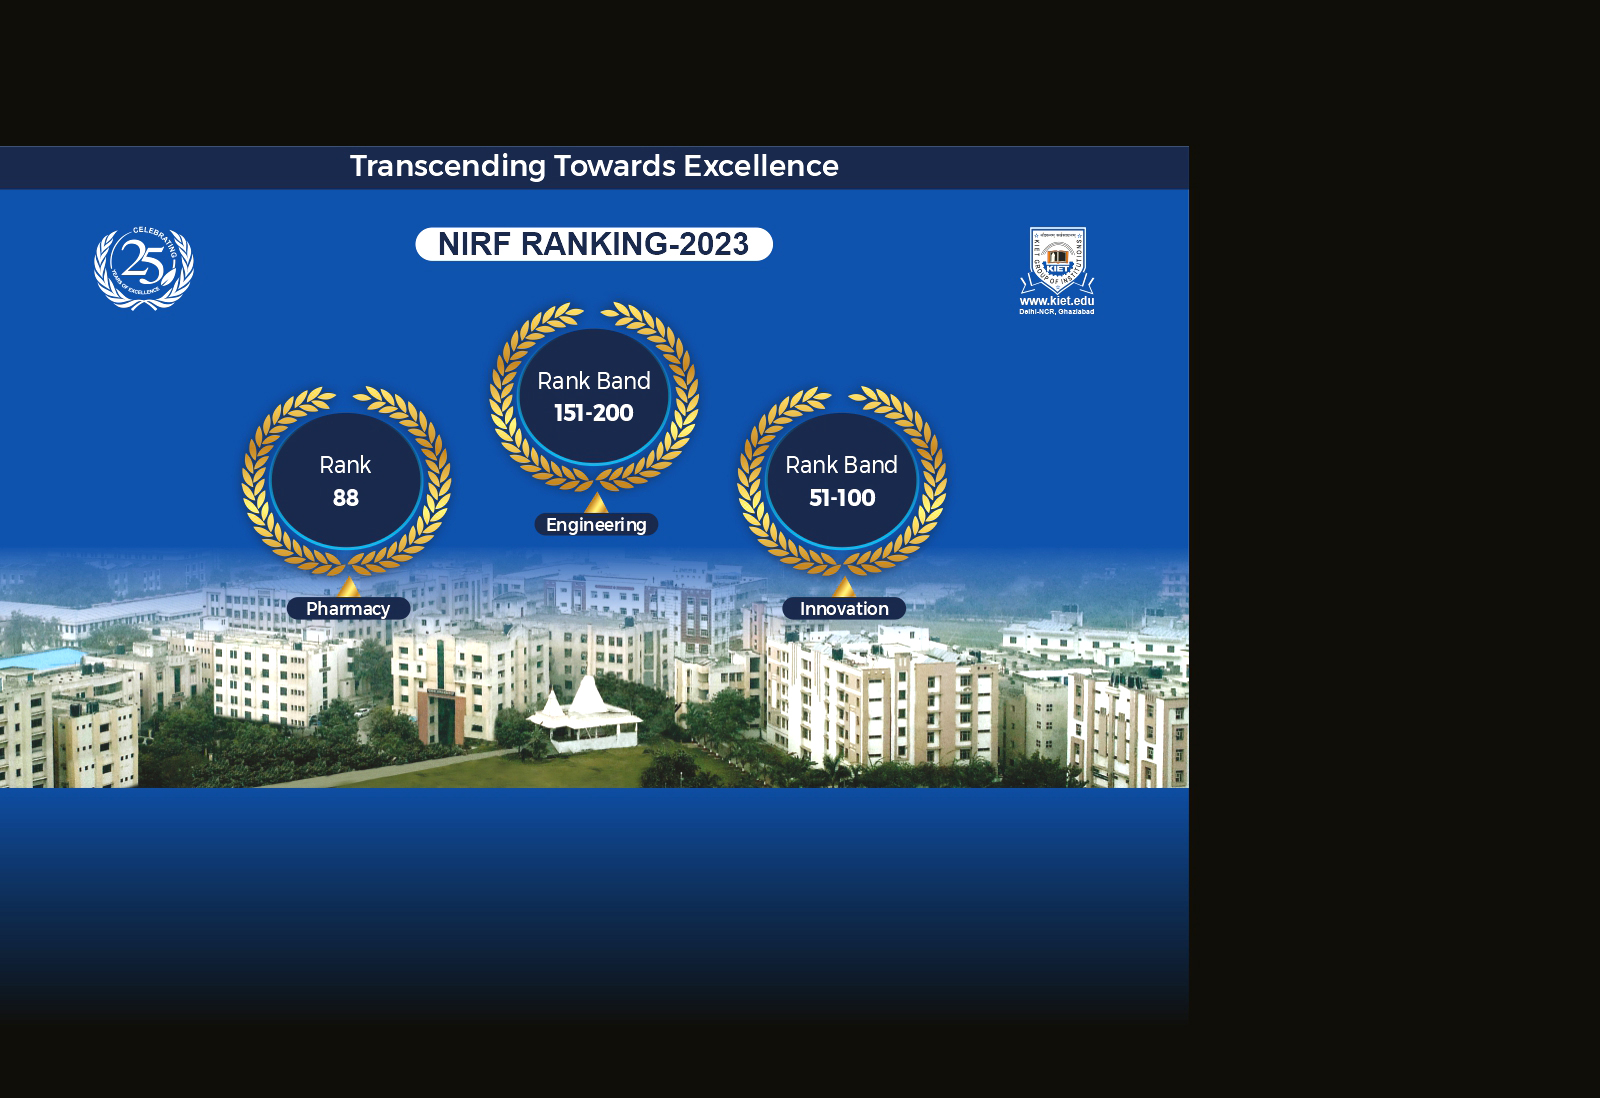 Transcending Towards Excellence
CELEBRATING
25
YEARS OF EXCELLENCE
NIRF RANKING-2023
KIET GROUP OF INSTITUTIONS
KIET
www.kiet.edu
Delhi-NCR, Ghaziabad
Rank Band
151-200
Engineering
Rank
88
Pharmacy
Rank Band
51-100
Innovation